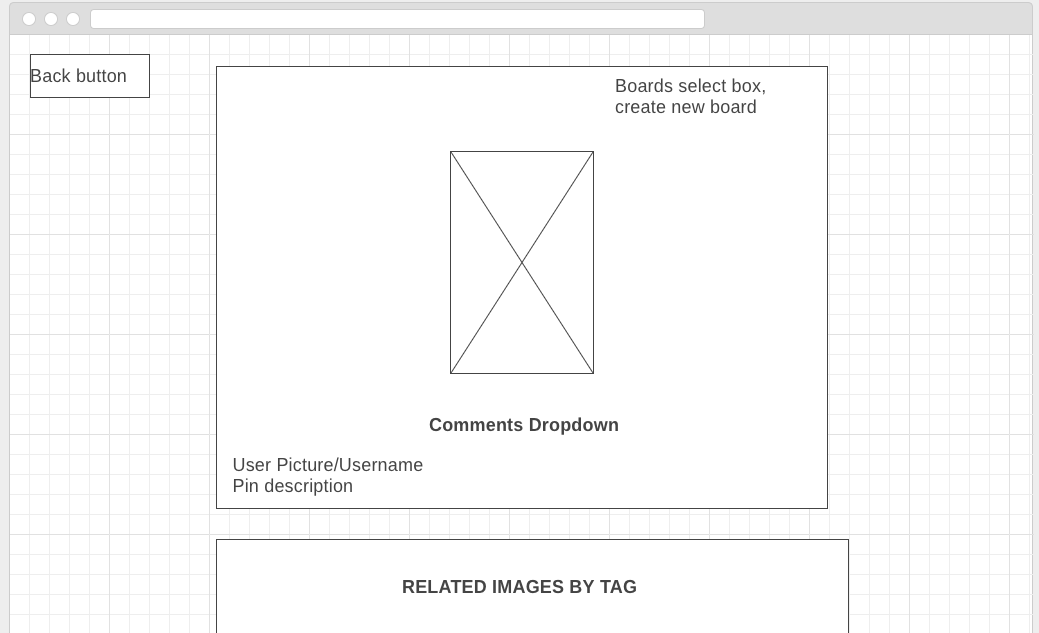 Back button
Boards select box,
create new board
Comments Dropdown
User Picture/Username
Pin description
RELATED IMAGES BY TAG